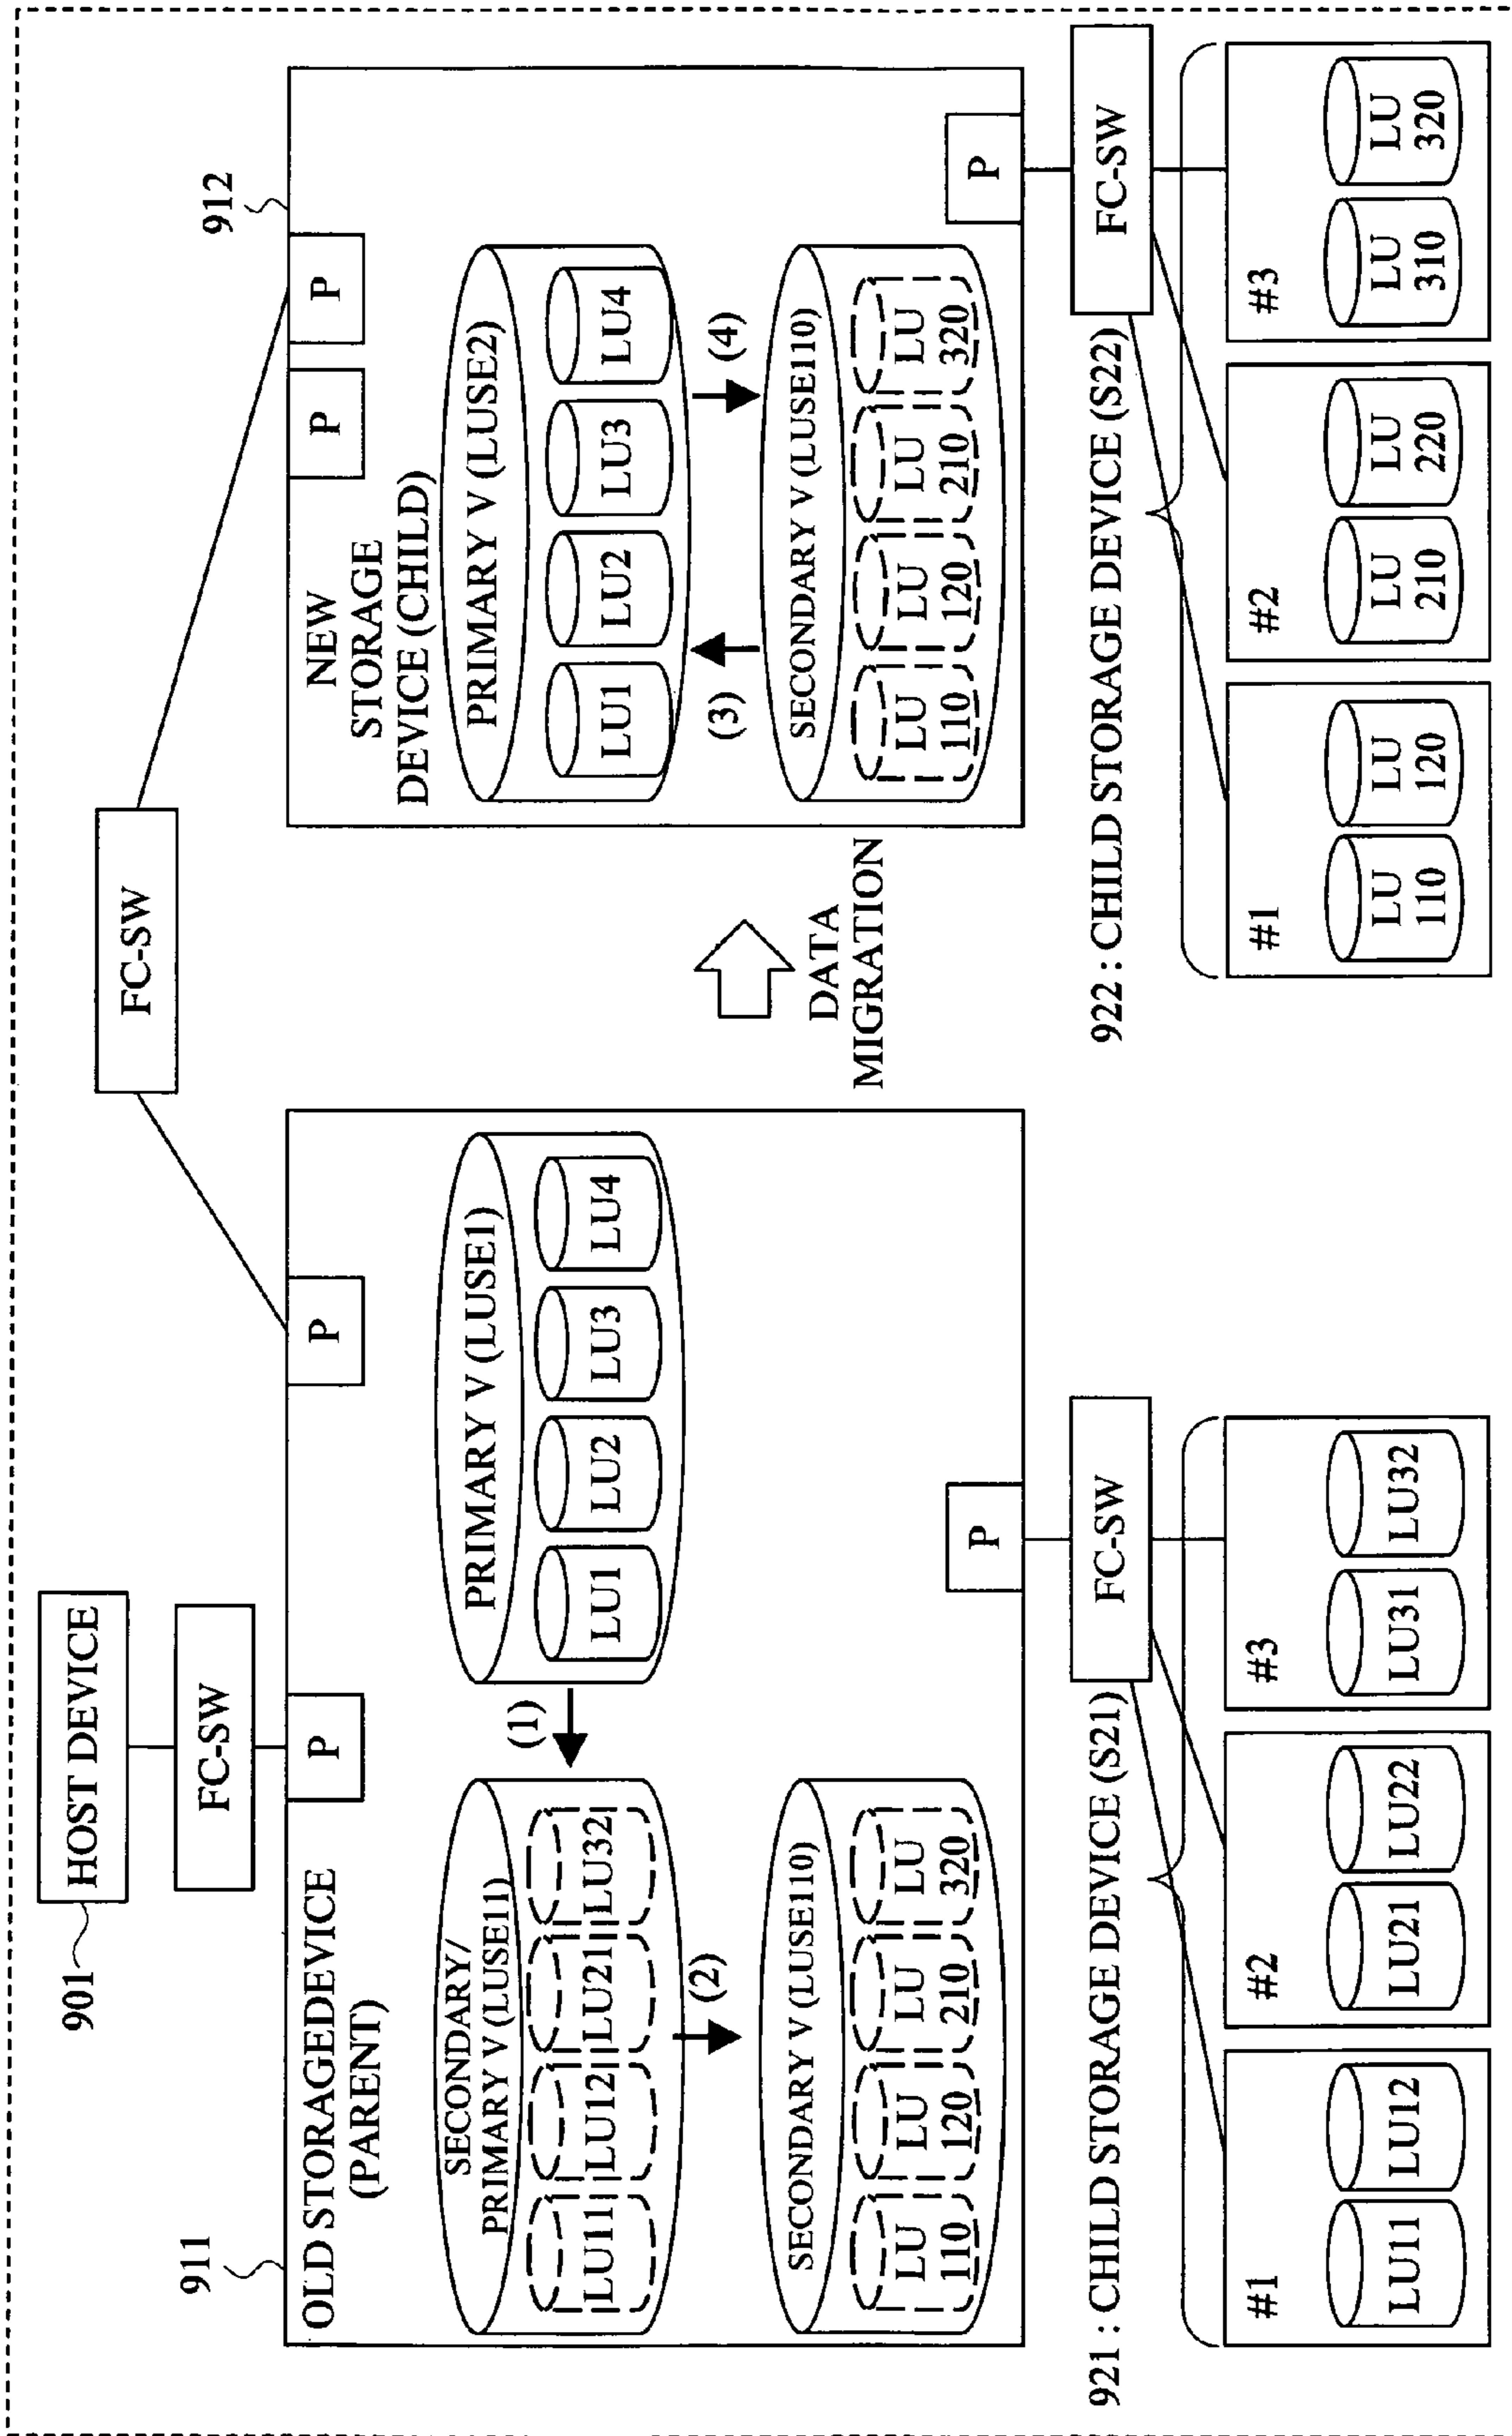 HOST DEVICE
901
FC-SW
FC-SW
911
OLD STORAGEDEVICE
(PARENT)
P
P
SECONDARY/
PRIMARY V (LUSE11)
LU11
LU12
LU21
LU32
(1)
PRIMARY V (LUSE1)
LU1
LU2
LU3
LU4
(2)
SECONDARY V (LUSE110)
LU
110
LU
120
LU
210
LU
320
P
DATA
MIGRATION
912
NEW
STORAGE
DEVICE (CHILD)
P
P
PRIMARY V (LUSE2)
LU1
LU2
LU3
LU4
(3)
(4)
SECONDARY V (LUSE110)
LU
110
LU
120
LU
210
LU
320
P
921 : CHILD STORAGE DEVICE (S21)
FC-SW
#1
LU11
LU12
#2
LU21
LU22
#3
LU31
LU32
922 : CHILD STORAGE DEVICE (S22)
FC-SW
#1
LU
110
LU
120
#2
LU
210
LU
220
#3
LU
310
LU
320